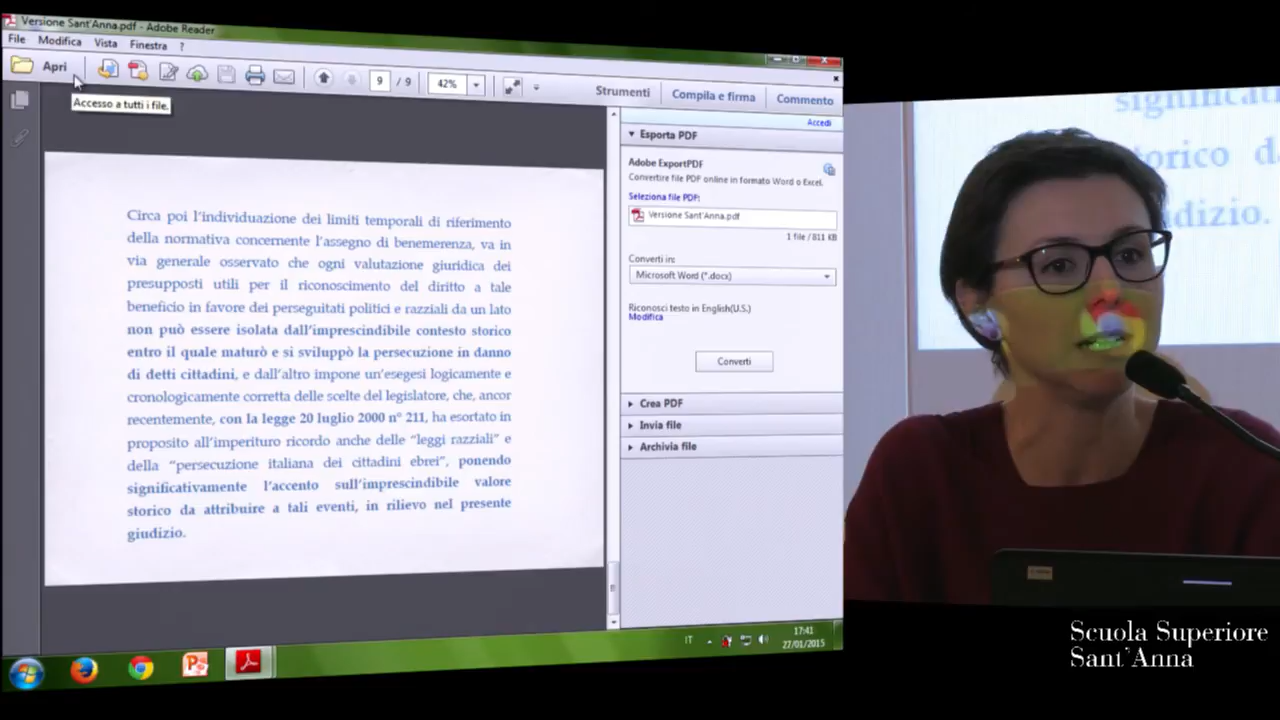 Versione Sant'Anna.pdf - Adobe Reader
File Modifica Vista Finestra ?
Apri 9 / 9 42% Strumenti Compila e firma Commento
Accesso a tutti i file.
Accedi
Esporta PDF
Adobe ExportPDF
Convertire file PDF online in formato Word o Excel.
Seleziona file PDF:
Versione Sant'Anna.pdf
1 file / 811 KB
Converti in:
Microsoft Word (*.docx)
Riconosci testo in English(U.S.)
Modifica
Converti
Crea PDF
Invia file
Archivia file
Circa poi l'individuazione dei limiti temporali di riferimento
della normativa concernente l'assegno di benemerenza, va in
via generale osservato che ogni valutazione giuridica dei
presupposti utili per il riconoscimento del diritto a tale
beneficio in favore dei perseguitati politici e razziali da un lato
non può essere isolata dall'imprescindibile contesto storico
entro il quale maturò e si sviluppò la persecuzione in danno
di detti cittadini, e dall'altro impone un'esegesi logicamente e
cronologicamente corretta delle scelte del legislatore, che, ancor
recentemente, con la legge 20 luglio 2000 n° 211, ha esortato in
proposito all'imperituro ricordo anche delle "leggi razziali" e
della "persecuzione italiana dei cittadini ebrei", ponendo
significativamente l'accento sull'imprescindibile valore
storico da attribuire a tali eventi, in rilievo nel presente
giudizio.
IT 17:41
27/01/2015
Scuola Superiore
Sant'Anna